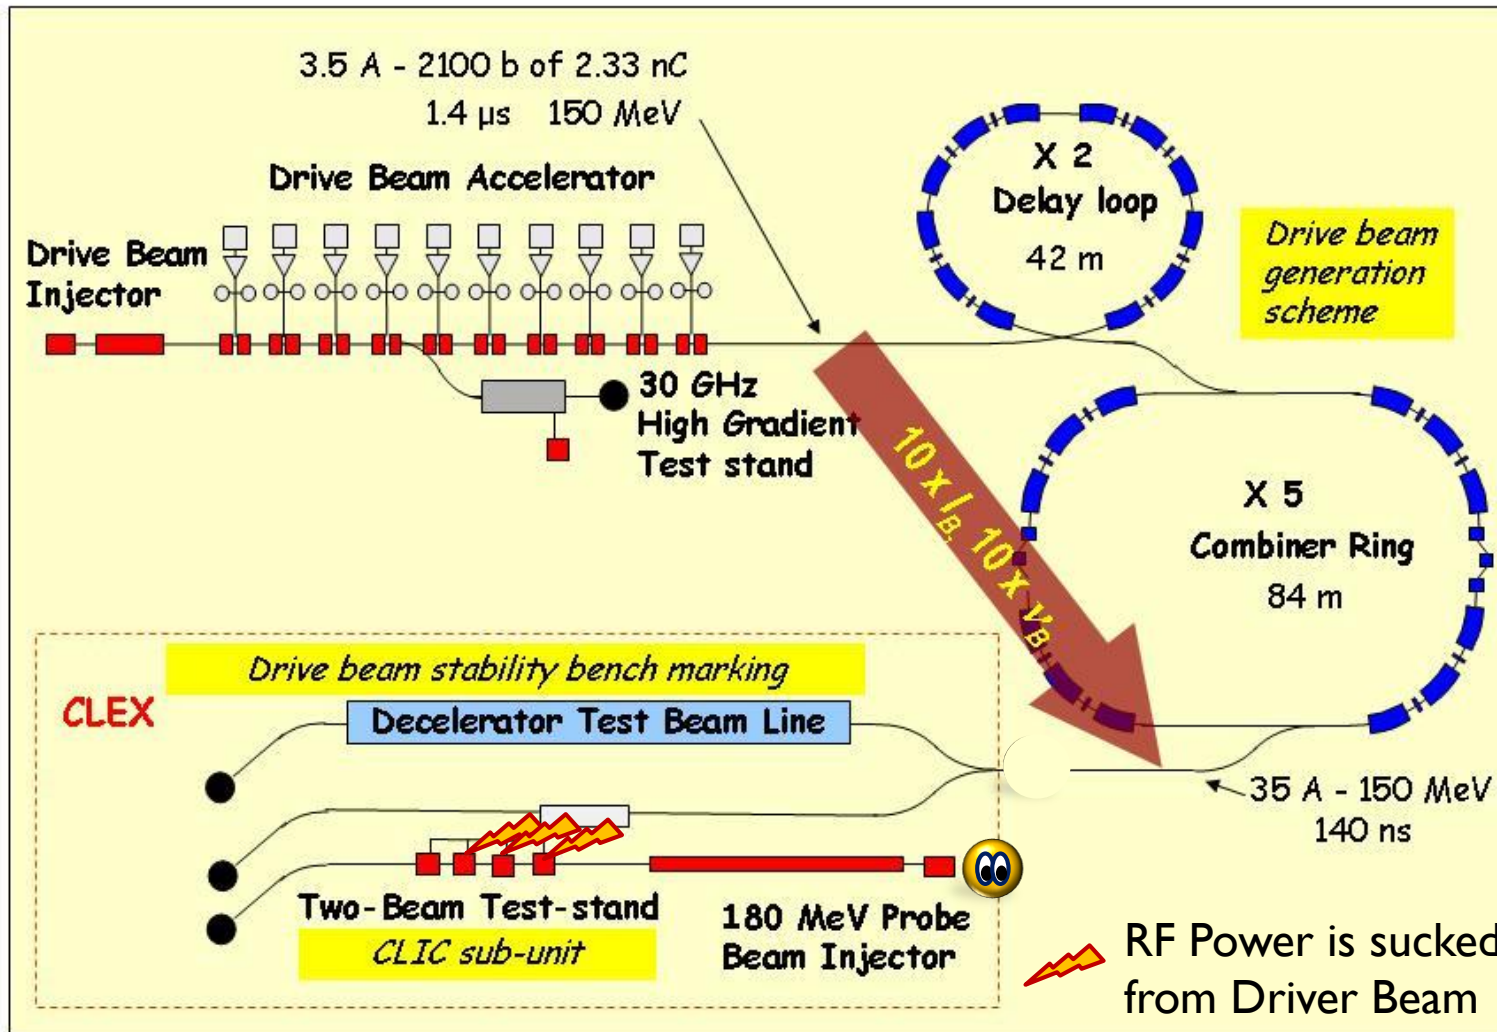 3.5 A - 2100 b of 2.33 nC
1.4 μs 150 MeV
Drive Beam Accelerator
Drive Beam
Injector
X 2
Delay loop
42 m
Drive beam
generation
scheme
30 GHz
High Gradient
Test stand
10 x I_B, 10 x ν_B
X 5
Combiner Ring
84 m
Drive beam stability bench marking
CLEX
Decelerator Test Beam Line
35 A - 150 MeV
140 ns
Two-Beam Test-stand
CLIC sub-unit
180 MeV Probe
Beam Injector
RF Power is sucked
from Driver Beam